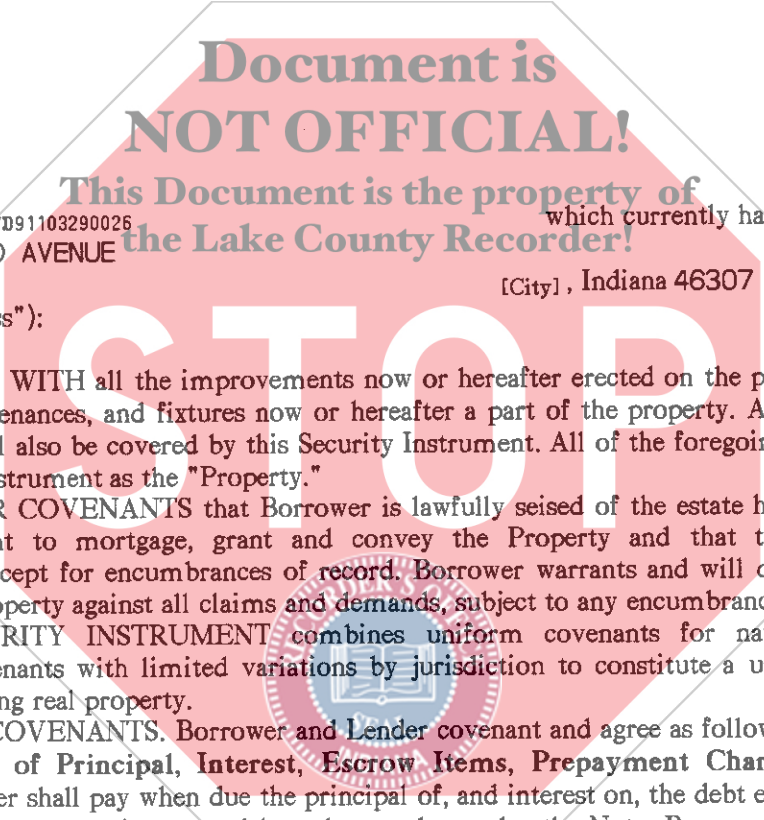 Document is
NOT OFFICIAL!
This Document is the property of
the Lake County Recorder!
D91103290026
which currently ha
AVENUE
[City] , Indiana 46307
s"):
STOP
WITH all the improvements now or hereafter erected on the p
enances, and fixtures now or hereafter a part of the property. A
l also be covered by this Security Instrument. All of the foregoin
strument as the "Property."
R COVENANTS that Borrower is lawfully seised of the estate h
nt to mortgage, grant and convey the Property and that t
cept for encumbrances of record. Borrower warrants and will d
operty against all claims and demands, subject to any encumbranc
RITY INSTRUMENT combines uniform covenants for na
enants with limited variations by jurisdiction to constitute a u
ng real property.
COVENANTS. Borrower and Lender covenant and agree as follow
of Principal, Interest, Escrow Items, Prepayment Char
er shall pay when due the principal of, and interest on, the debt e
SEAL